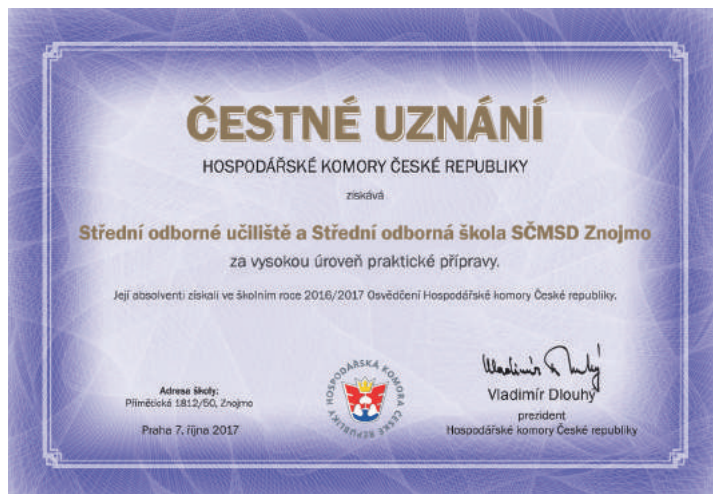 ČESTNÉ UZNÁNÍ
HOSPODÁŘSKÉ KOMORY ČESKÉ REPUBLIKY
získává
Střední odborné učiliště a Střední odborná škola SČMSD Znojmo
za vysokou úroveň praktické přípravy.
Její absolventi získali ve školním roce 2016/2017 Osvědčení Hospodářské komory České republiky.
Adresa školy:
Přímětická 1812/50, Znojmo
Praha 7. října 2017
HOSPODÁŘSKÁ KOMORA ČESKÉ REPUBLIKY
Vladimír Dlouhý
prezident
Hospodářské komory České republiky